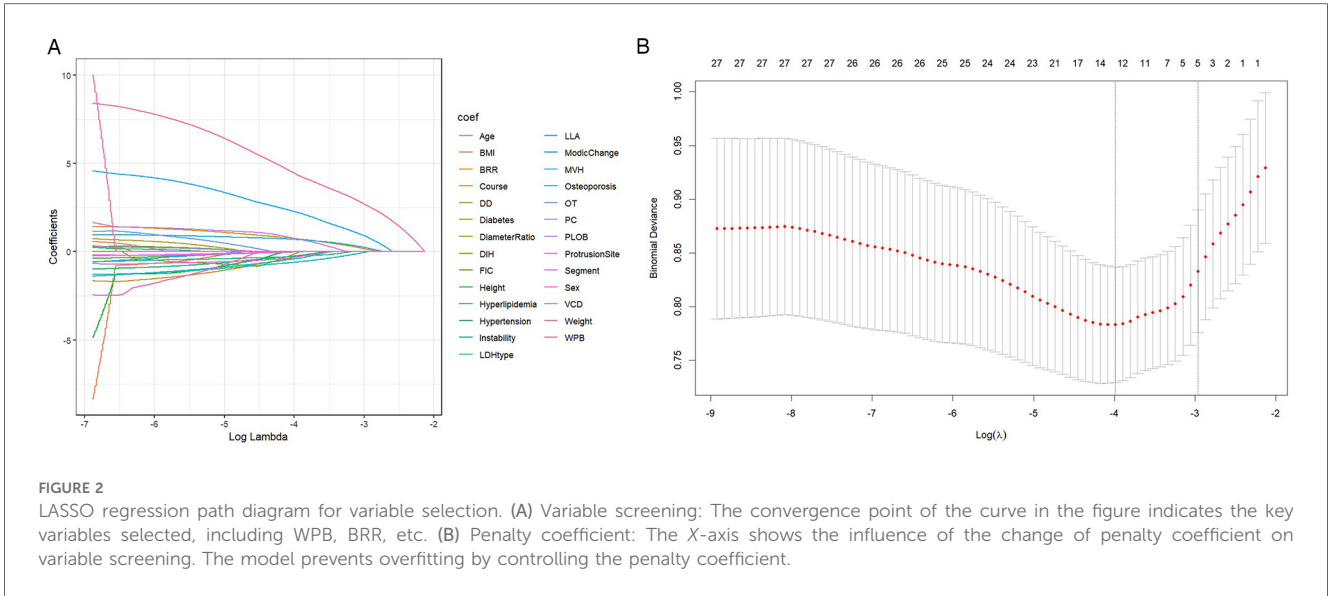 A
10
5
0
-5
Coefficients
-7 -6 -5 -4 -3 -2
Log Lambda
coef
Age LLA
BMI ModicChange
BRR MVH
Course Osteoporosis
DD OT
Diabetes PC
DiameterRatio PLOB
DIH ProtrusionSite
FIC Segment
Height Sex
Hyperlipidemia VCD
Hypertension Weight
Instability WPB
LDHtype
B
27 27 27 27 27 26 26 26 25 25 24 24 23 21 17 14 12 11 7 5 5 3 2 1 1
1.00
0.95
0.90
0.85
0.80
0.75
Binomial Deviance
-9 -8 -7 -6 -5 -4 -3 -2
Log(λ)
FIGURE 2
LASSO regression path diagram for variable selection. (A) Variable screening: The convergence point of the curve in the figure indicates the key
variables selected, including WPB, BRR, etc. (B) Penalty coefficient: The X-axis shows the influence of the change of penalty coefficient on
variable screening. The model prevents overfitting by controlling the penalty coefficient.